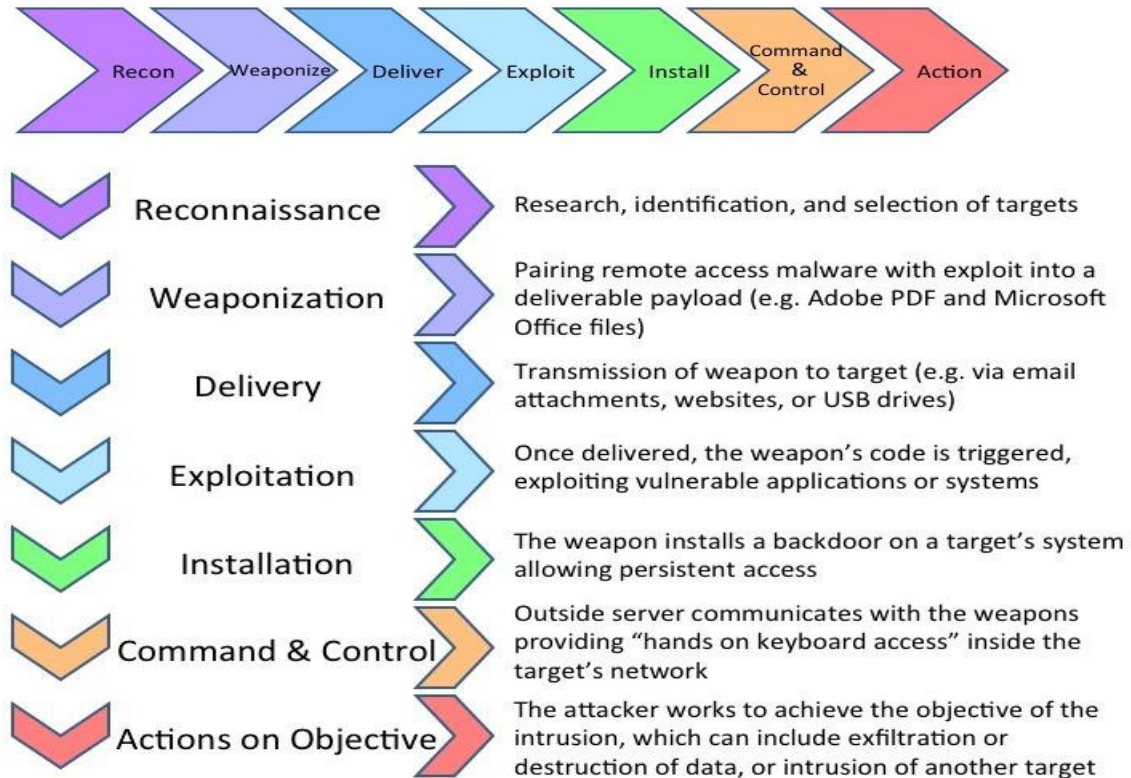 Recon
Weaponize
Deliver
Exploit
Install
Command
&
Control
Action
Reconnaissance
Research, identification, and selection of targets
Weaponization
Pairing remote access malware with exploit into a
deliverable payload (e.g. Adobe PDF and Microsoft
Office files)
Delivery
Transmission of weapon to target (e.g. via email
attachments, websites, or USB drives)
Exploitation
Once delivered, the weapon’s code is triggered,
exploiting vulnerable applications or systems
Installation
The weapon installs a backdoor on a target’s system
allowing persistent access
Command & Control
Outside server communicates with the weapons
providing “hands on keyboard access” inside the
target’s network
Actions on Objective
The attacker works to achieve the objective of the
intrusion, which can include exfiltration or
destruction of data, or intrusion of another target